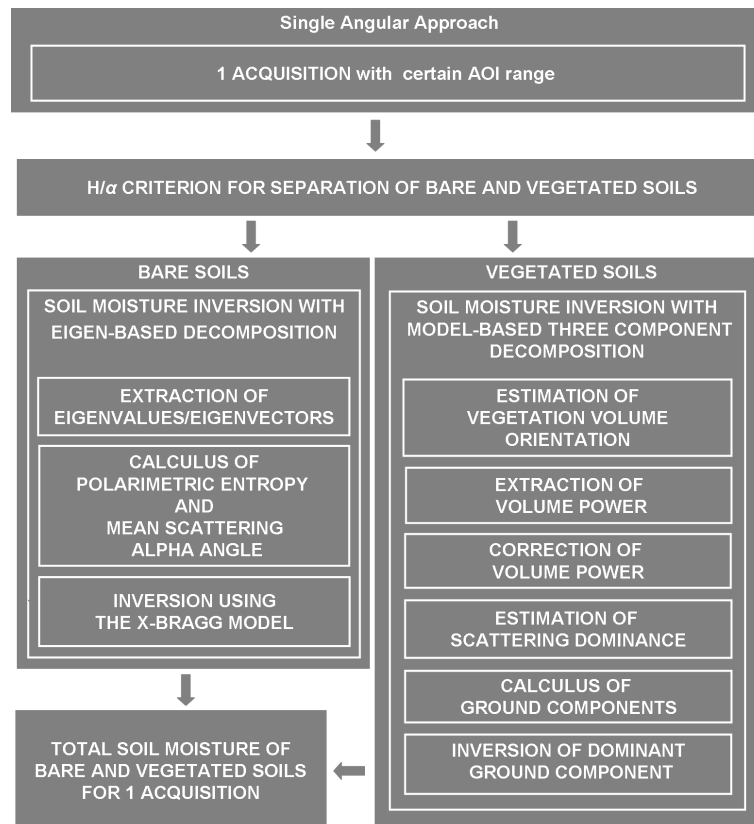 Single Angular Approach
1 ACQUISITION with certain AOI range
H/α CRITERION FOR SEPARATION OF BARE AND VEGETATED SOILS
BARE SOILS
SOIL MOISTURE INVERSION WITH
EIGEN-BASED DECOMPOSITION
EXTRACTION OF
EIGENVALUES/EIGENVECTORS
CALCULUS OF
POLARIMETRIC ENTROPY
AND
MEAN SCATTERING
ALPHA ANGLE
INVERSION USING
THE X-BRAGG MODEL
VEGETATED SOILS
SOIL MOISTURE INVERSION WITH
MODEL-BASED THREE COMPONENT
DECOMPOSITION
ESTIMATION OF
VEGETATION VOLUME
ORIENTATION
EXTRACTION OF
VOLUME POWER
CORRECTION OF
VOLUME POWER
ESTIMATION OF
SCATTERING DOMINANCE
CALCULUS OF
GROUND COMPONENTS
INVERSION OF DOMINANT
GROUND COMPONENT
TOTAL SOIL MOISTURE OF
BARE AND VEGETATED SOILS
FOR 1 ACQUISITION